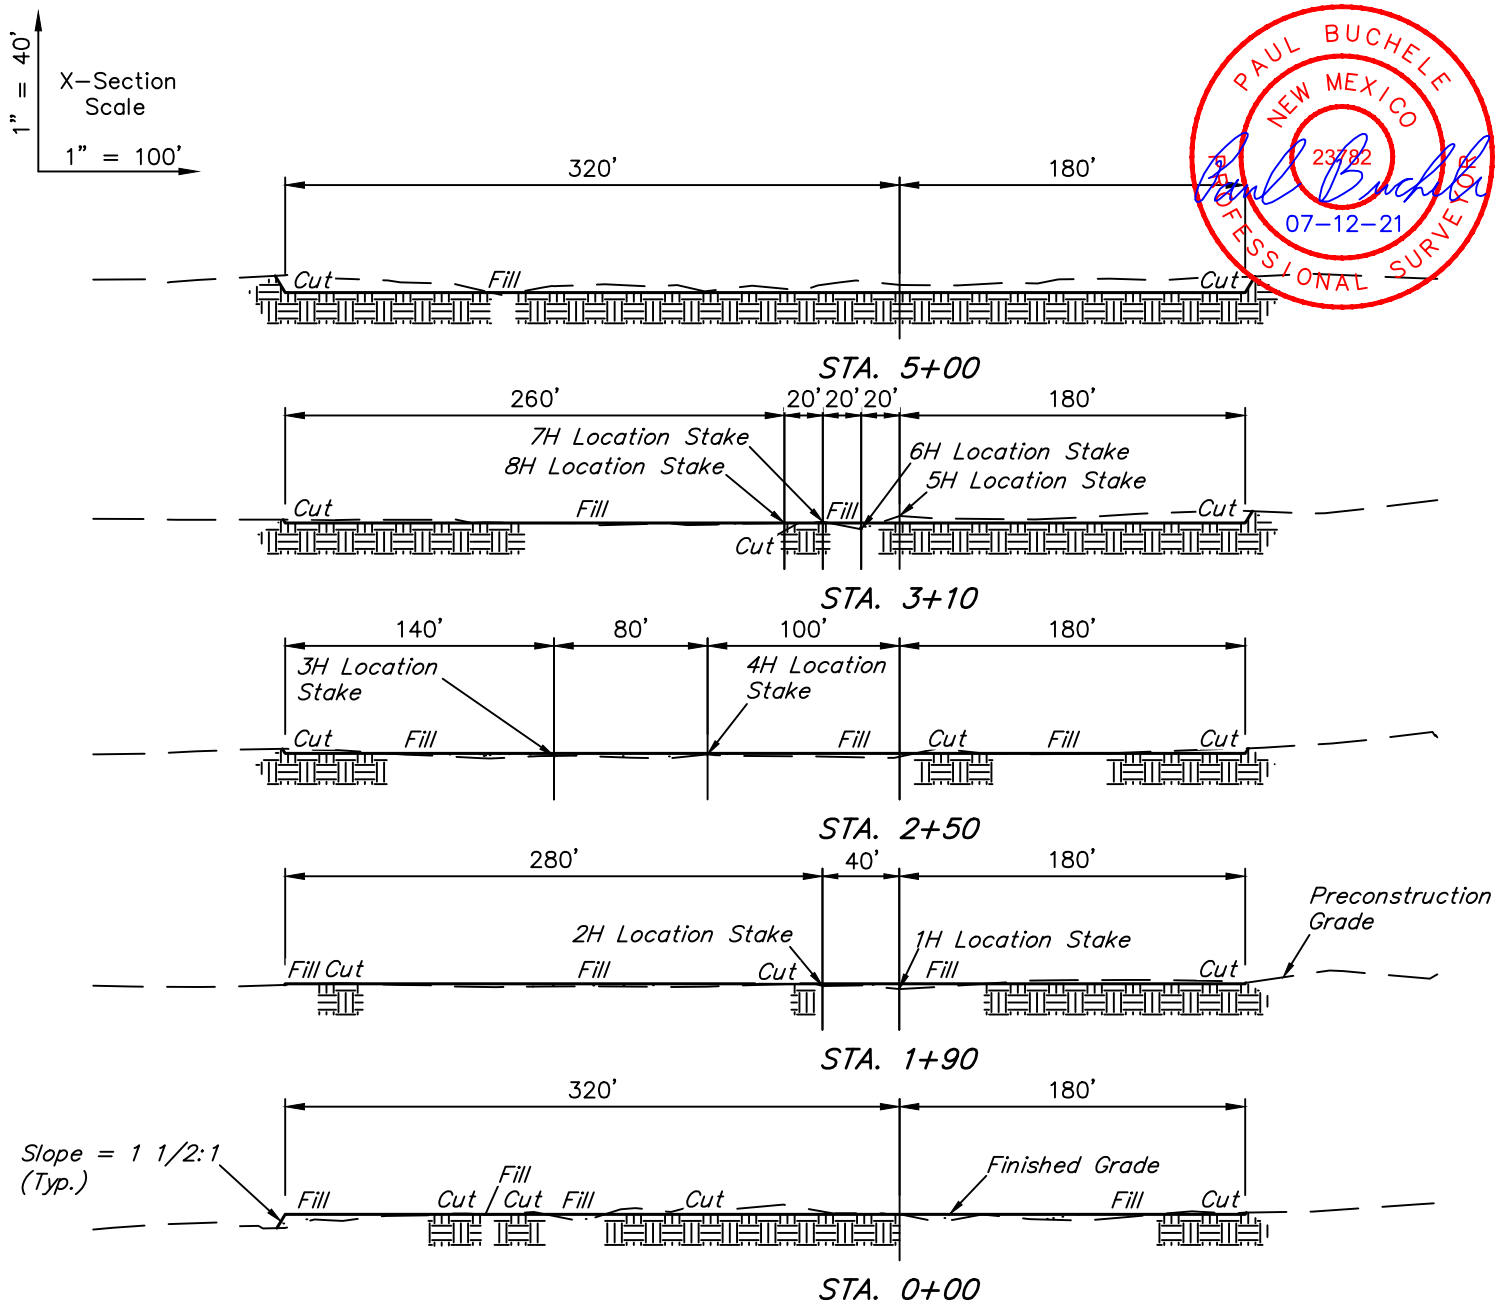 1" = 40'
X-Section
Scale
1" = 100'
PAUL BUCHELE
NEW MEXICO
23782
PROFESSIONAL SURVEYOR
Paul Buchele
07-12-21
320'
180'
Cut
Fill
Cut
STA. 5+00
260'
20'
20'
20'
180'
7H Location Stake
8H Location Stake
6H Location Stake
5H Location Stake
Cut
Fill
Fill
Cut
Cut
STA. 3+10
140'
80'
100'
180'
3H Location
Stake
4H Location
Stake
Cut
Fill
Fill
Cut
Fill
Cut
STA. 2+50
280'
40'
180'
Preconstruction
Grade
2H Location Stake
1H Location Stake
Fill
Cut
Fill
Cut
Fill
Cut
STA. 1+90
320'
180'
Slope = 1 1/2:1
(Typ.)
Finished Grade
Fill
Fill
Cut
Cut
Fill
Cut
Fill
Cut
STA. 0+00